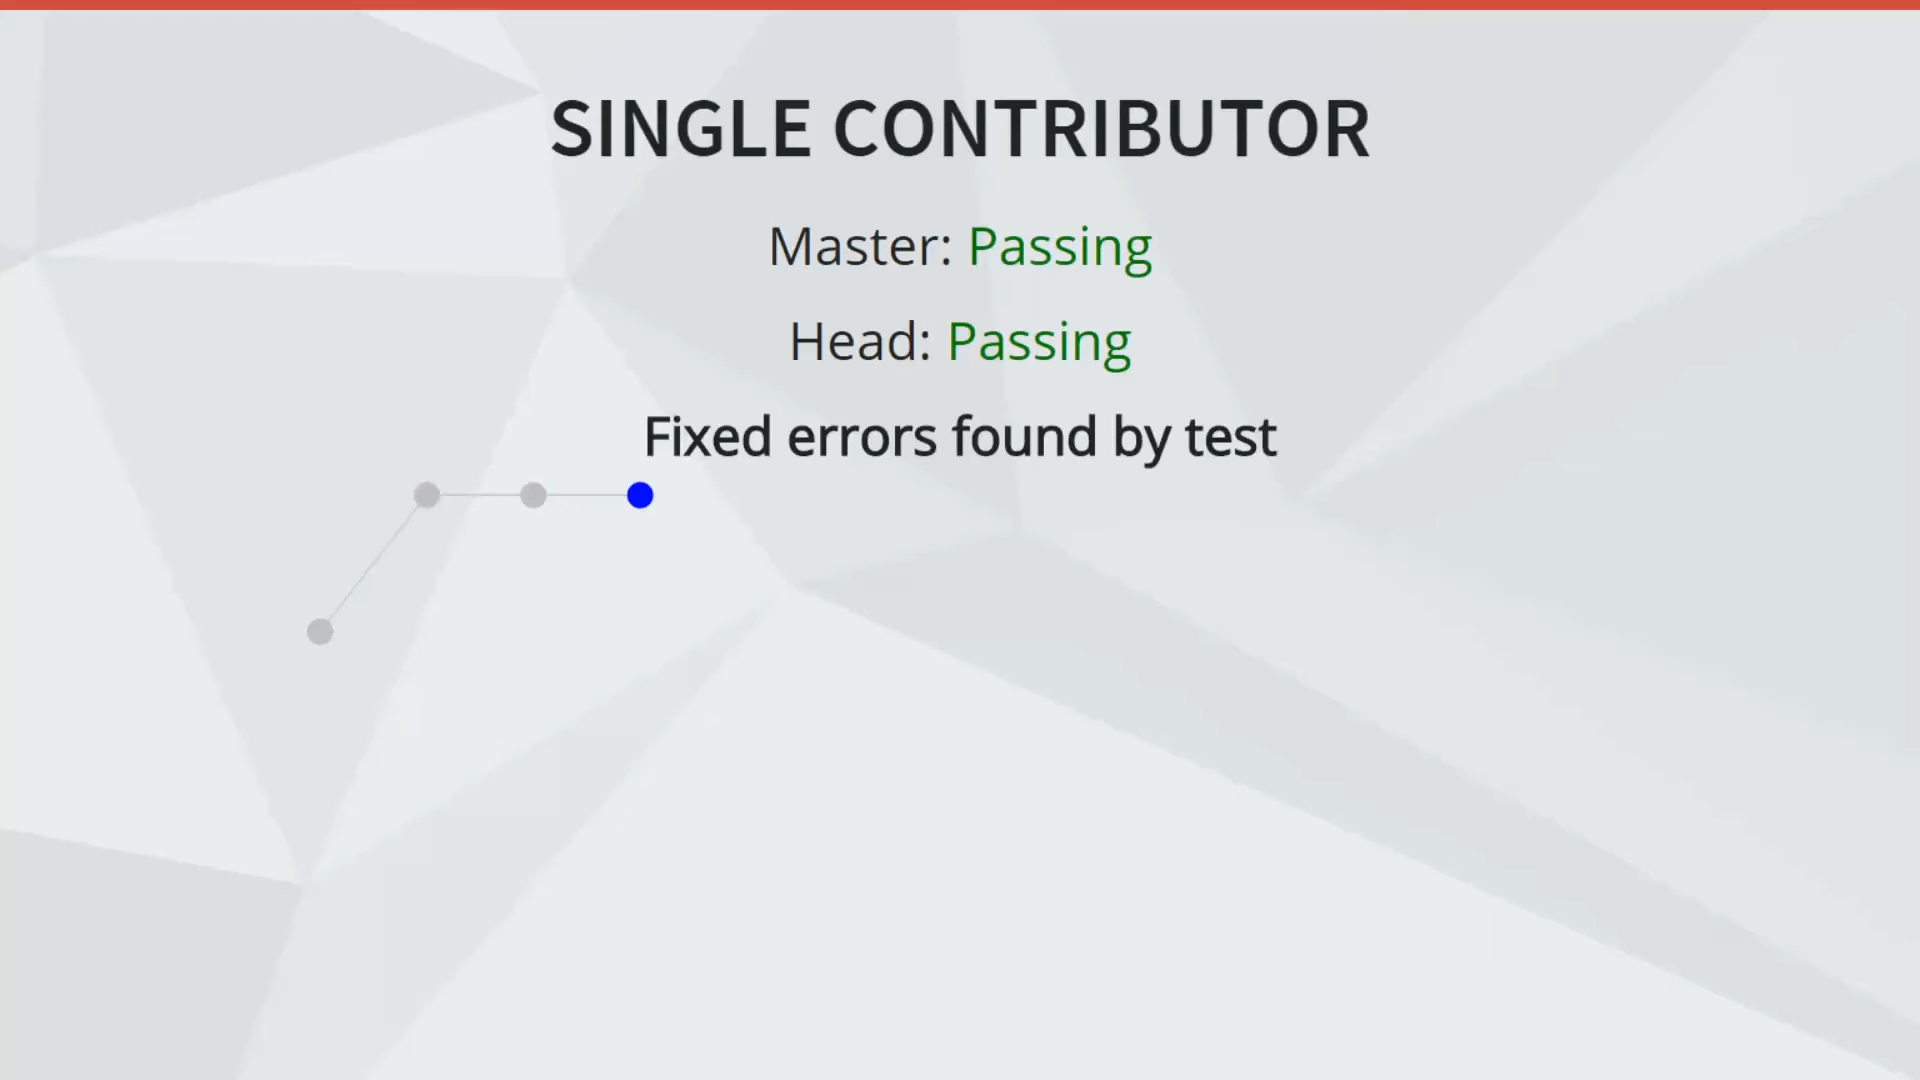 SINGLE CONTRIBUTOR
Master: Passing
Head: Passing
Fixed errors found by test